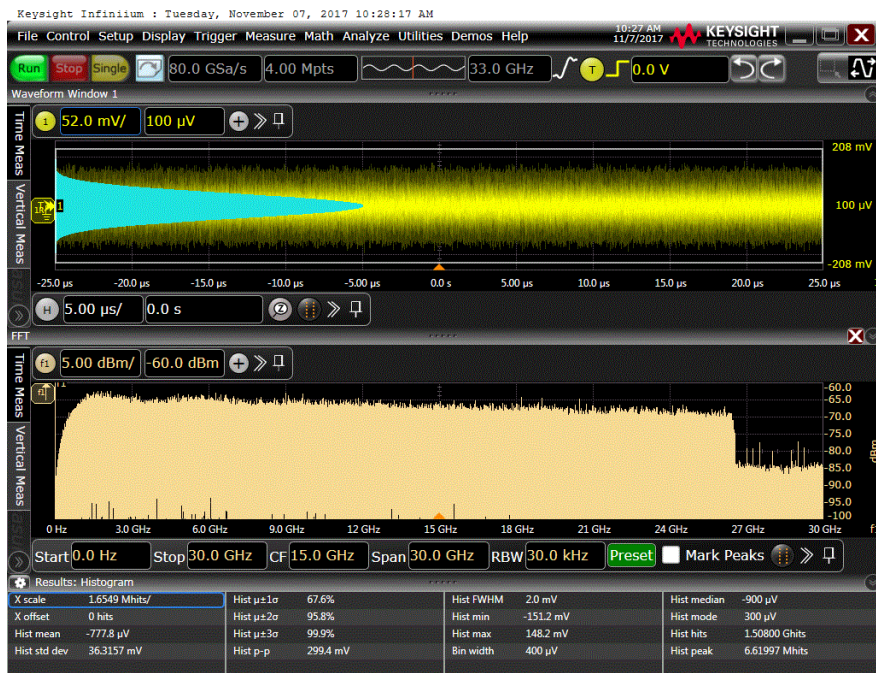 Keysight Infiniium : Tuesday, November 07, 2017 10:28:17 AM
File Control Setup Display Trigger Measure Math Analyze Utilities Demos Help
10:27 AM
11/7/2017
KEYSIGHT
TECHNOLOGIES
Run Stop Single 80.0 GSa/s 4.00 Mpts 33.0 GHz T 0.0 V
Waveform Window 1
Time Meas
Vertical Meas
1 52.0 mV/ 100 µV
208 mV
100 µV
-208 mV
1
-25.0 µs -20.0 µs -15.0 µs -10.0 µs -5.00 µs 0.0 s 5.00 µs 10.0 µs 15.0 µs 20.0 µs 25.0 µs
H 5.00 µs/ 0.0 s
FFT
Time Meas
Vertical Meas
f1 5.00 dBm/ -60.0 dBm
f1
-60.0
-65.0
-70.0
-75.0
-80.0
-85.0
-90.0
-95.0
-100
dBm
0 Hz 3.0 GHz 6.0 GHz 9.0 GHz 12 GHz 15 GHz 18 GHz 21 GHz 24 GHz 27 GHz 30 GHz
Start 0.0 Hz Stop 30.0 GHz CF 15.0 GHz Span 30.0 GHz RBW 30.0 kHz Preset Mark Peaks
Results: Histogram
X scale 1.6549 Mhits/ Hist µ±1σ 67.6% Hist FWHM 2.0 mV Hist median -900 µV
X offset 0 hits Hist µ±2σ 95.8% Hist min -151.2 mV Hist mode 300 µV
Hist mean -777.8 µV Hist µ±3σ 99.9% Hist max 148.2 mV Hist hits 1.50800 Ghits
Hist std dev 36.3157 mV Hist p-p 299.4 mV Bin width 400 µV Hist peak 6.61997 Mhits